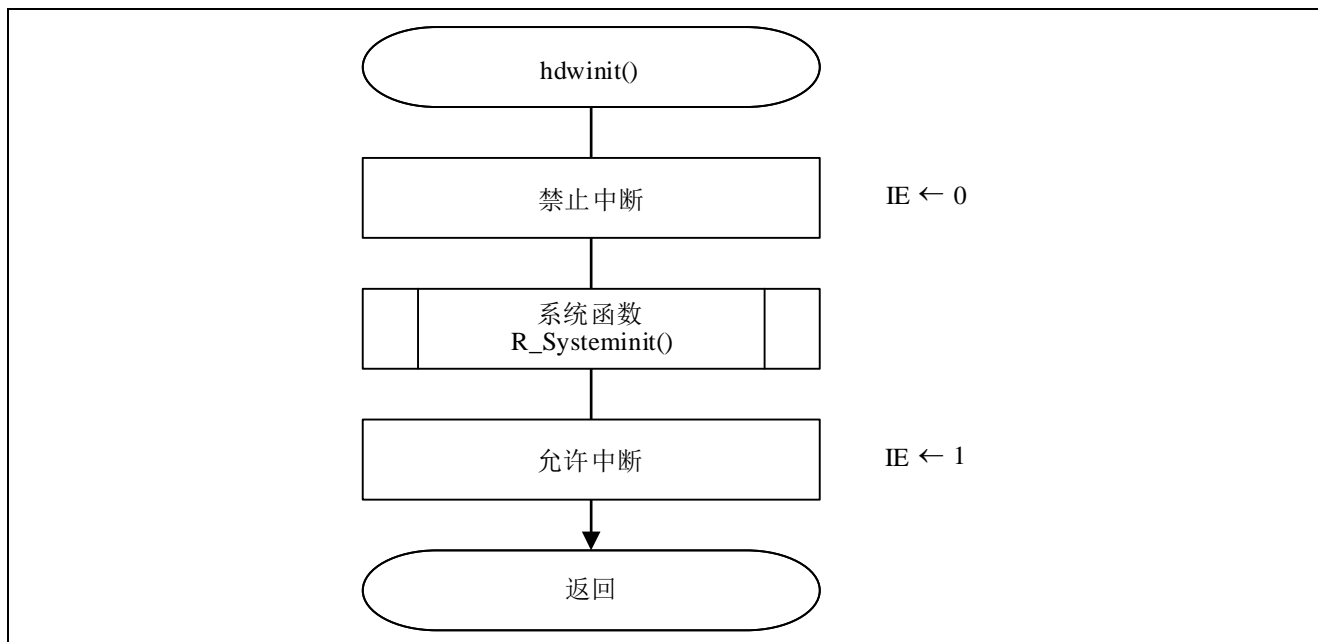 hdwinit()
禁止中断
IE ← 0
系统函数
R_Systeminit()
允许中断
IE ← 1
返回